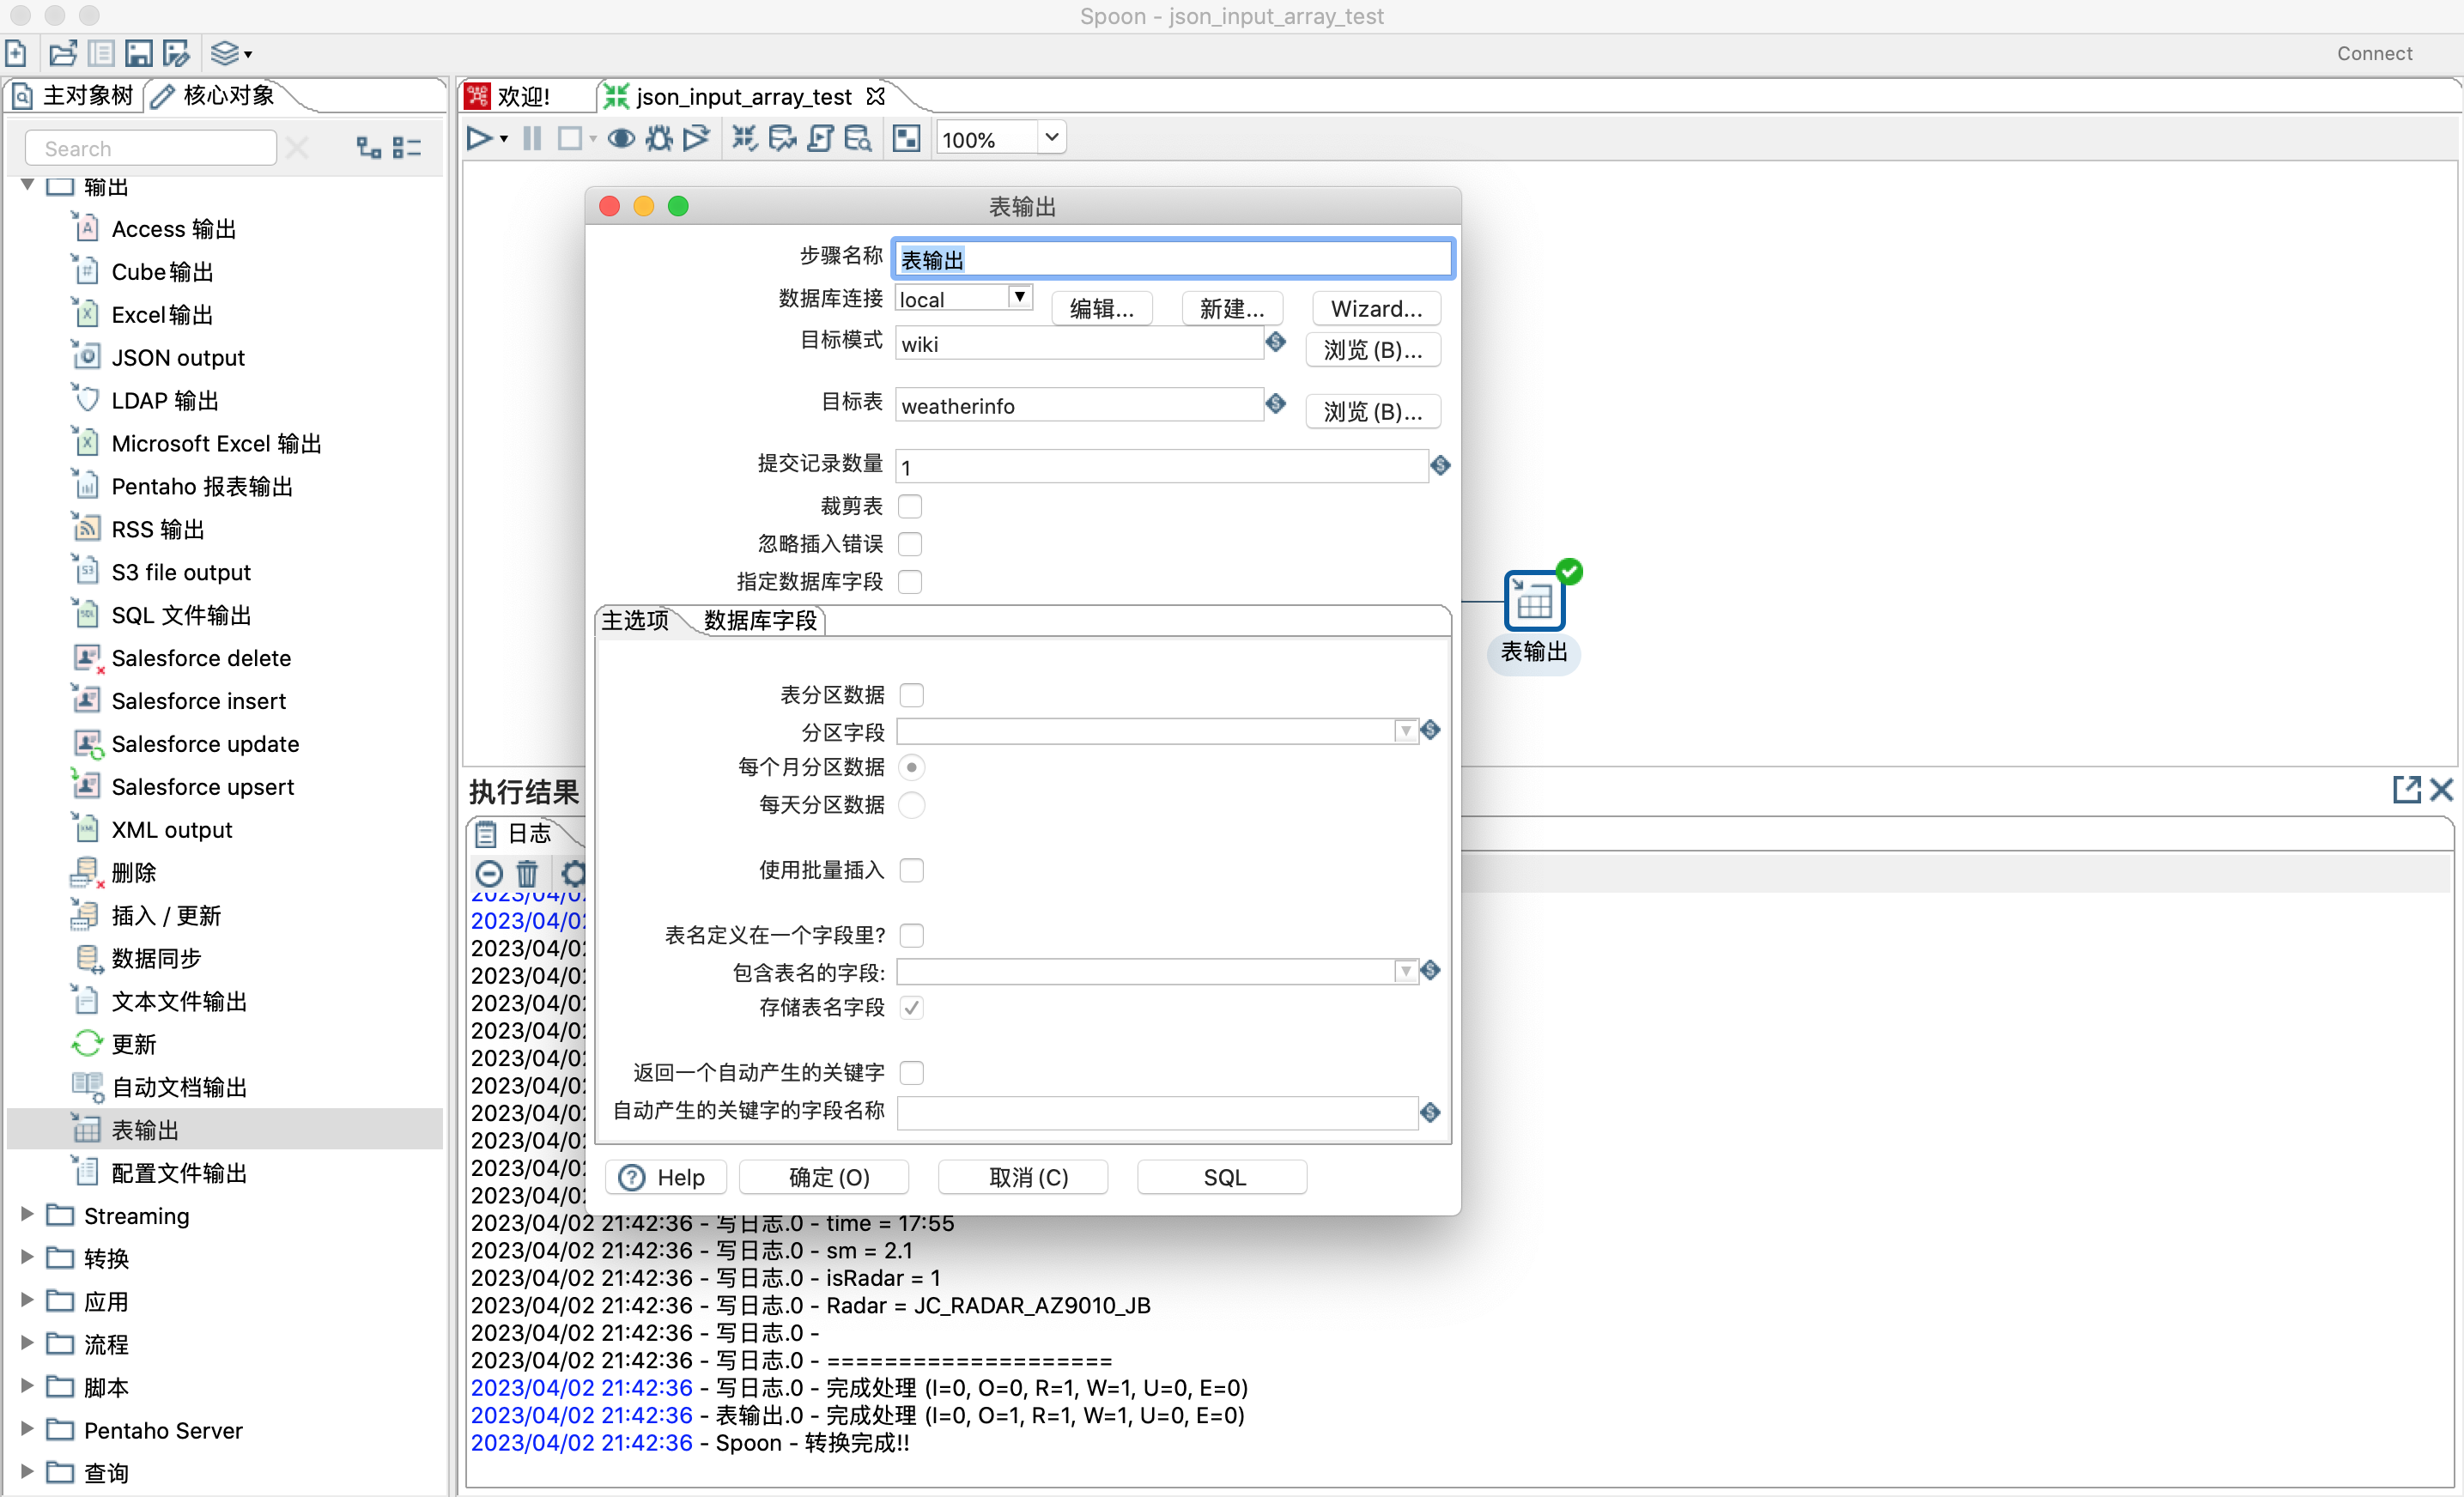 Spoon - json_input_array_test
Connect
主对象树
核心对象
Search
输出
Access 输出
Cube输出
Excel输出
JSON output
LDAP 输出
Microsoft Excel 输出
Pentaho 报表输出
RSS 输出
S3 file output
SQL 文件输出
Salesforce delete
Salesforce insert
Salesforce update
Salesforce upsert
XML output
删除
插入 / 更新
数据同步
文本文件输出
更新
自动文档输出
表输出
配置文件输出
Streaming
转换
应用
流程
脚本
Pentaho Server
查询
欢迎!
json_input_array_test
100%
表输出
步骤名称 表输出
数据库连接 local 编辑... 新建... Wizard...
目标模式 wiki 浏览(B)...
目标表 weatherinfo 浏览(B)...
提交记录数量 1
裁剪表
忽略插入错误
指定数据库字段
主选项 数据库字段
表分区数据
分区字段
每个月分区数据
每天分区数据
使用批量插入
表名定义在一个字段里?
包含表名的字段:
存储表名字段
返回一个自动产生的关键字
自动产生的关键字的字段名称
Help 确定(O) 取消(C) SQL
表输出
执行结果
日志
2023/04/02
2023/04/02
2023/04/02
2023/04/02
2023/04/02
2023/04/02
2023/04/02
2023/04/02
2023/04/02
2023/04/02
2023/04/02
2023/04/02
2023/04/02 21:42:36 - 写日志.0 - time = 17:55
2023/04/02 21:42:36 - 写日志.0 - sm = 2.1
2023/04/02 21:42:36 - 写日志.0 - isRadar = 1
2023/04/02 21:42:36 - 写日志.0 - Radar = JC_RADAR_AZ9010_JB
2023/04/02 21:42:36 - 写日志.0 -
2023/04/02 21:42:36 - 写日志.0 - ====================
2023/04/02 21:42:36 - 写日志.0 - 完成处理 (I=0, O=0, R=1, W=1, U=0, E=0)
2023/04/02 21:42:36 - 表输出.0 - 完成处理 (I=0, O=1, R=1, W=1, U=0, E=0)
2023/04/02 21:42:36 - Spoon - 转换完成!!